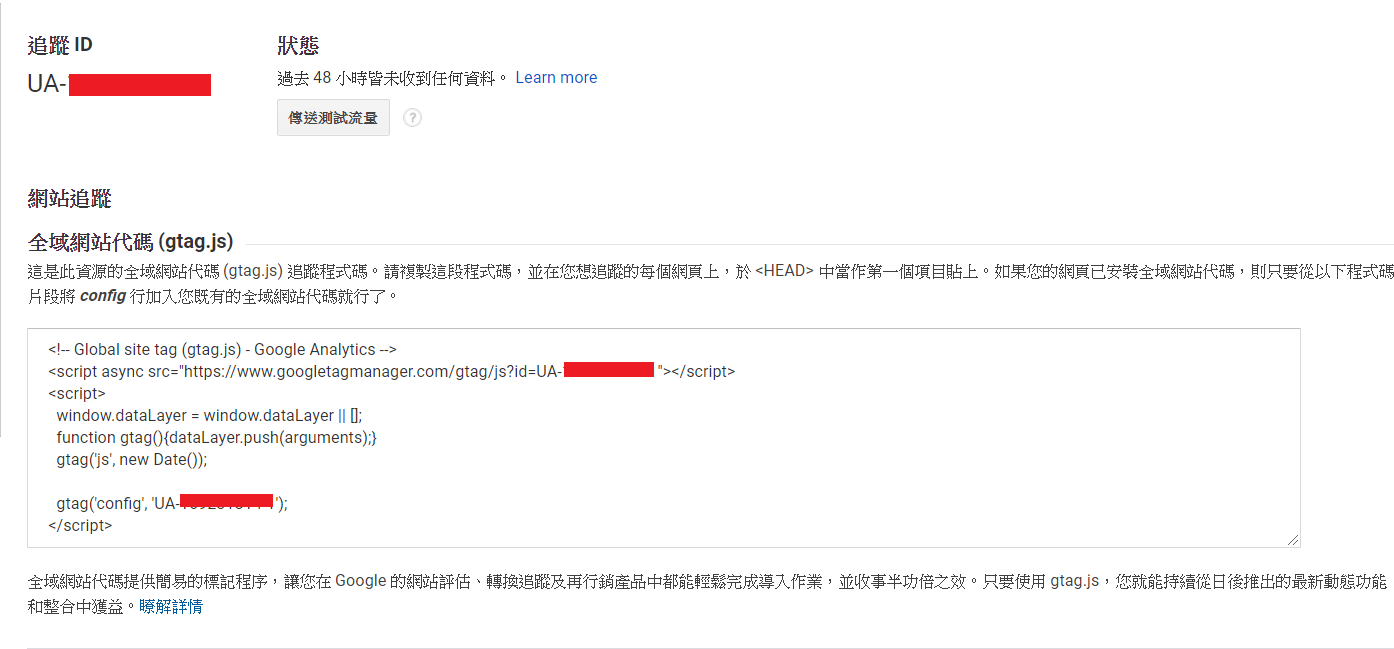 追蹤 ID
UA-
狀態
過去 48 小時皆未收到任何資料。 Learn more
傳送測試流量 ?
網站追蹤
全域網站代碼 (gtag.js)
這是此資源的全域網站代碼 (gtag.js) 追蹤程式碼。請複製這段程式碼，並在您想追蹤的每個網頁上，於 <HEAD> 中當作第一個項目貼上。如果您的網頁已安裝全域網站代碼，則只要從以下程式碼
片段將 config 行加入您既有的全域網站代碼就行了。
<!-- Global site tag (gtag.js) - Google Analytics -->
<script async src="https://www.googletagmanager.com/gtag/js?id=UA- "></script>
<script>
window.dataLayer = window.dataLayer || [];
function gtag(){dataLayer.push(arguments);}
gtag('js', new Date());
gtag('config', 'UA- ');
</script>
全域網站代碼提供簡易的標記程序，讓您在 Google 的網站評估、轉換追蹤及再行銷產品中都能輕鬆完成導入作業，並收事半功倍之效。只要使用 gtag.js，您就能持續從日後推出的最新動態功能
和整合中獲益。瞭解詳情